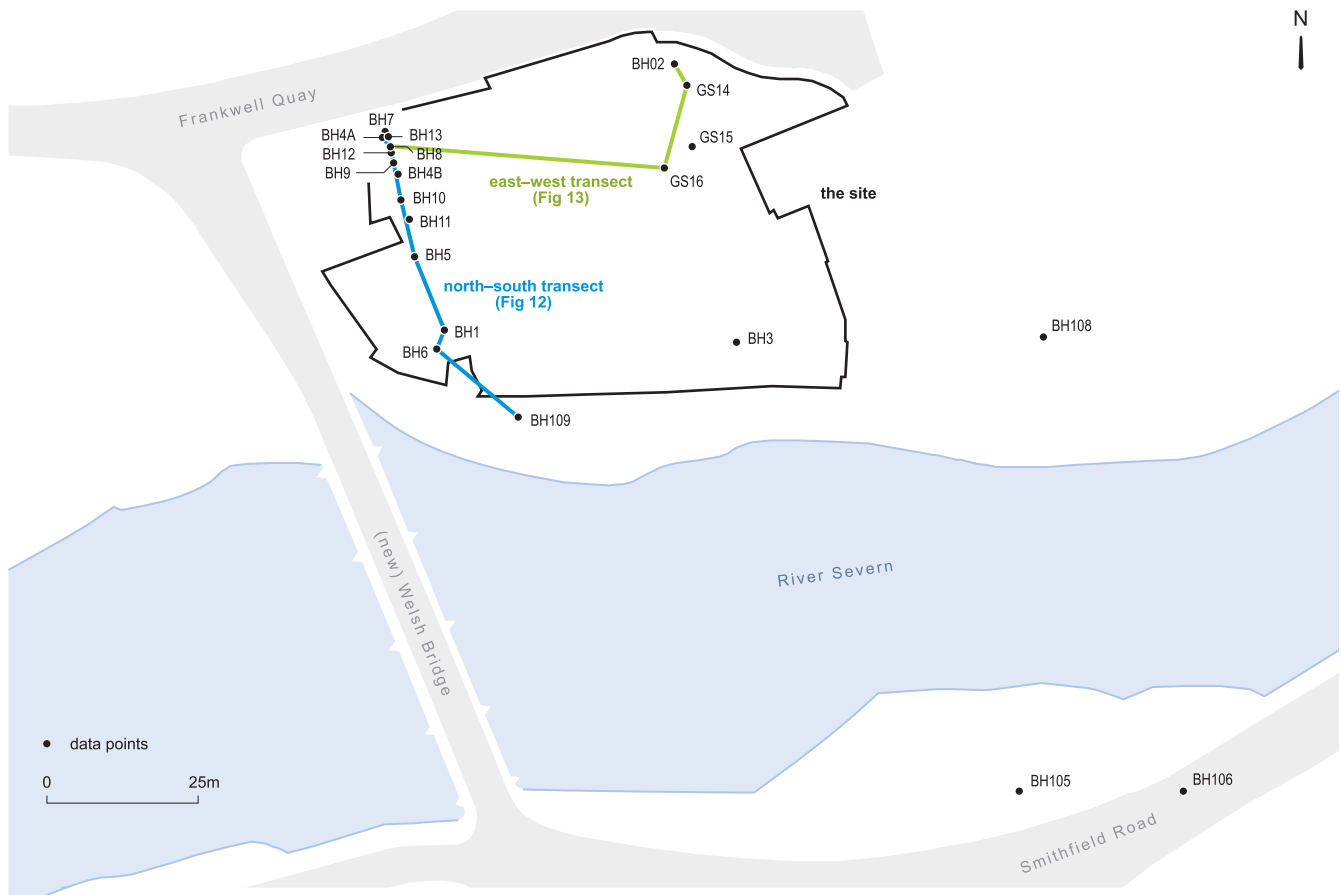 N
BH02
GS14
Frankwell Quay
BH7
BH4A
BH13
GS15
BH12
BH8
BH9
BH4B
GS16
east–west transect
(Fig 13)
the site
BH10
BH11
BH5
north–south transect
(Fig 12)
BH1
BH6
BH3
BH108
BH109
(new) Welsh Bridge
River Severn
data points
0 25m
BH105
BH106
Smithfield Road